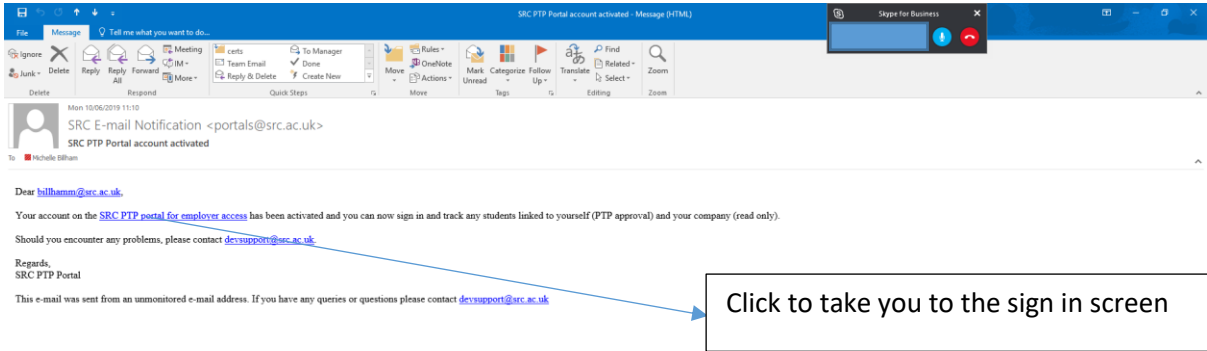 SRC PTP Portal account activated - Message (HTML)
Skype for Business
File Message Tell me what you want to do...
Ignore
Junk
Delete
Reply
Reply All
Forward
Meeting
IM
More
certs
Team Email
Reply & Delete
To Manager
Done
Create New
Move
Rules
OneNote
Actions
Mark Unread
Categorize
Follow Up
Translate
Find
Related
Select
Zoom
Delete Respond Quick Steps Move Tags Editing Zoom
Mon 10/06/2019 11:10
SRC E-mail Notification <portals@src.ac.uk>
SRC PTP Portal account activated
To Michelle Billham
Dear billhamm@src.ac.uk,
Your account on the SRC PTP portal for employer access has been activated and you can now sign in and track any students linked to yourself (PTP approval) and your company (read only).
Should you encounter any problems, please contact devsupport@src.ac.uk.
Regards,
SRC PTP Portal
This e-mail was sent from an unmonitored e-mail address. If you have any queries or questions please contact devsupport@src.ac.uk
Click to take you to the sign in screen